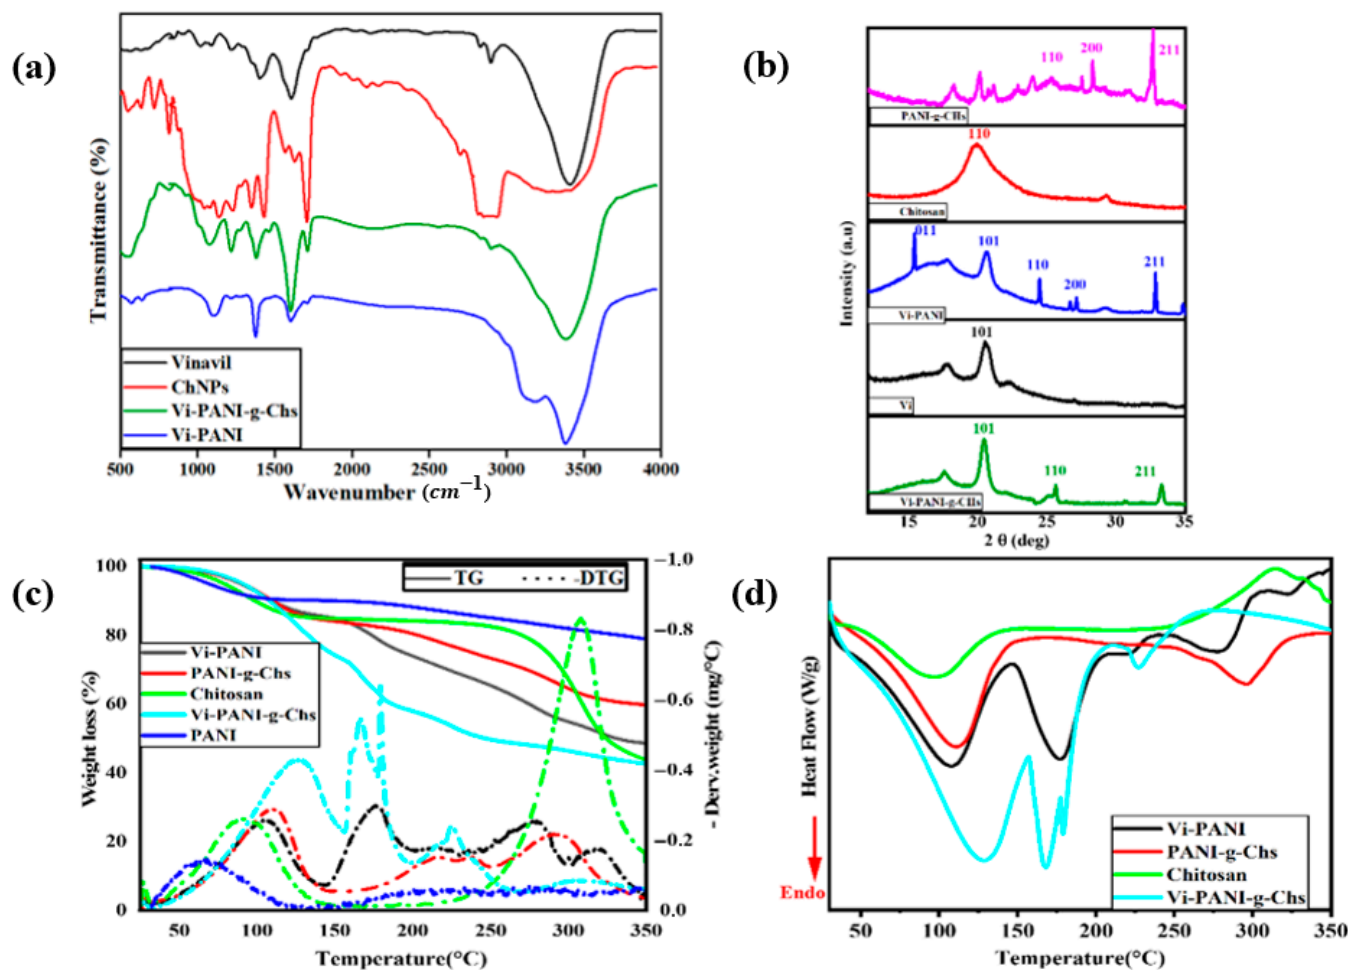 (a)
Transmittance (%)
Vinavil
ChNPs
Vi-PANI-g-Chs
Vi-PANI
500 1000 1500 2000 2500 3000 3500 4000
Wavenumber (cm⁻¹)
(b)
Intensity (a.u)
110
200
211
PANI-g-CHs
110
Chitosan
011
101
110
200
211
Vi-PANI
101
Vi
101
110
211
Vi-PANI-g-CHs
15 20 25 30 35
2 θ (deg)
(c)
Weight loss (%)
100
80
60
40
20
0
TG -DTG
Vi-PANI
PANI-g-Chs
Chitosan
Vi-PANI-g-Chs
PANI
−1.0
−0.8
−0.6
−0.4
−0.2
0.0
- Derv.weight (mg/°C)
50 100 150 200 250 300 350
Temperature(°C)
(d)
Heat Flow (W/g)
Endo
Vi-PANI
PANI-g-Chs
Chitosan
Vi-PANI-g-Chs
50 100 150 200 250 300 350
Temperature(°C)